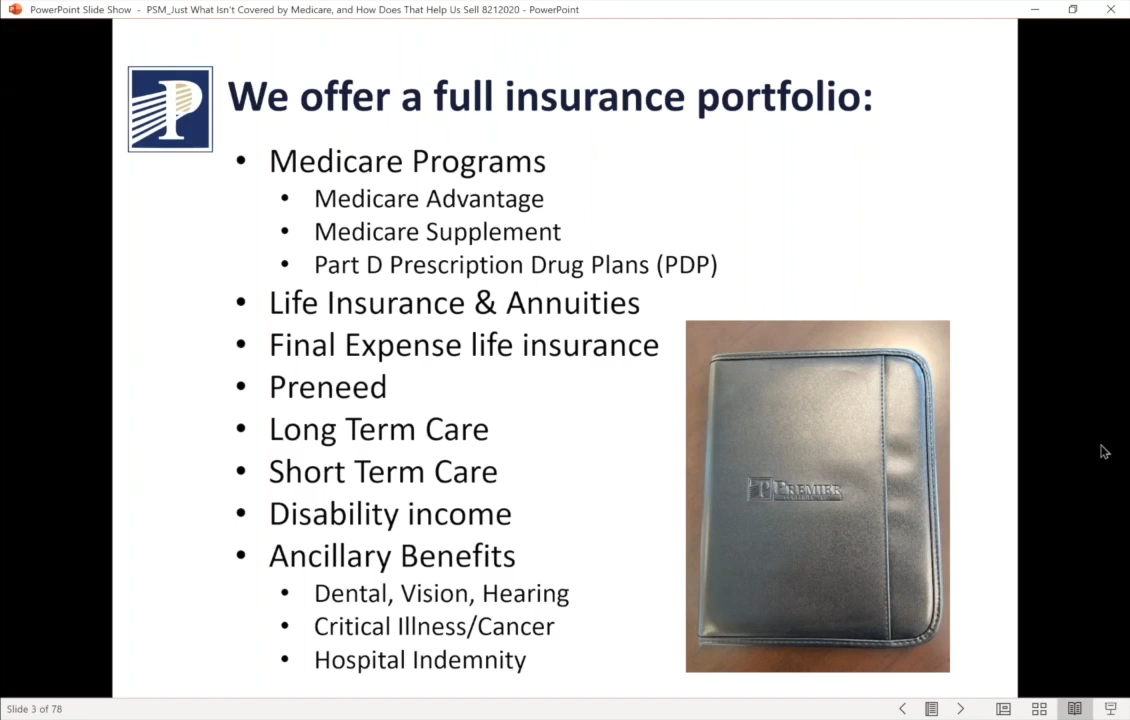 PowerPoint Slide Show - PSM_Just What Isn't Covered by Medicare, and How Does That Help Us Sell 8212020 - PowerPoint
P
We offer a full insurance portfolio:
• Medicare Programs
• Medicare Advantage
• Medicare Supplement
• Part D Prescription Drug Plans (PDP)
• Life Insurance & Annuities
• Final Expense life insurance
• Preneed
• Long Term Care
• Short Term Care
• Disability income
• Ancillary Benefits
• Dental, Vision, Hearing
• Critical Illness/Cancer
• Hospital Indemnity
P PREMIER
Slide 3 of 78